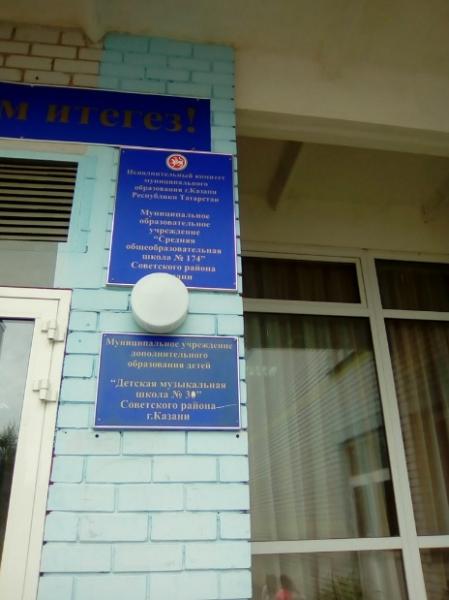 м итегез!
Исполнительный комитет
муниципального
образования г.Казани
Республики Татарстан
Муниципальное
образовательное
учреждение
"Средняя
общеобразовательная
школа № 174"
Советского района
Муниципальное учреждение
дополнительного
образования детей
"Детская музыкальная
школа № 30"
Советского района
г.Казани